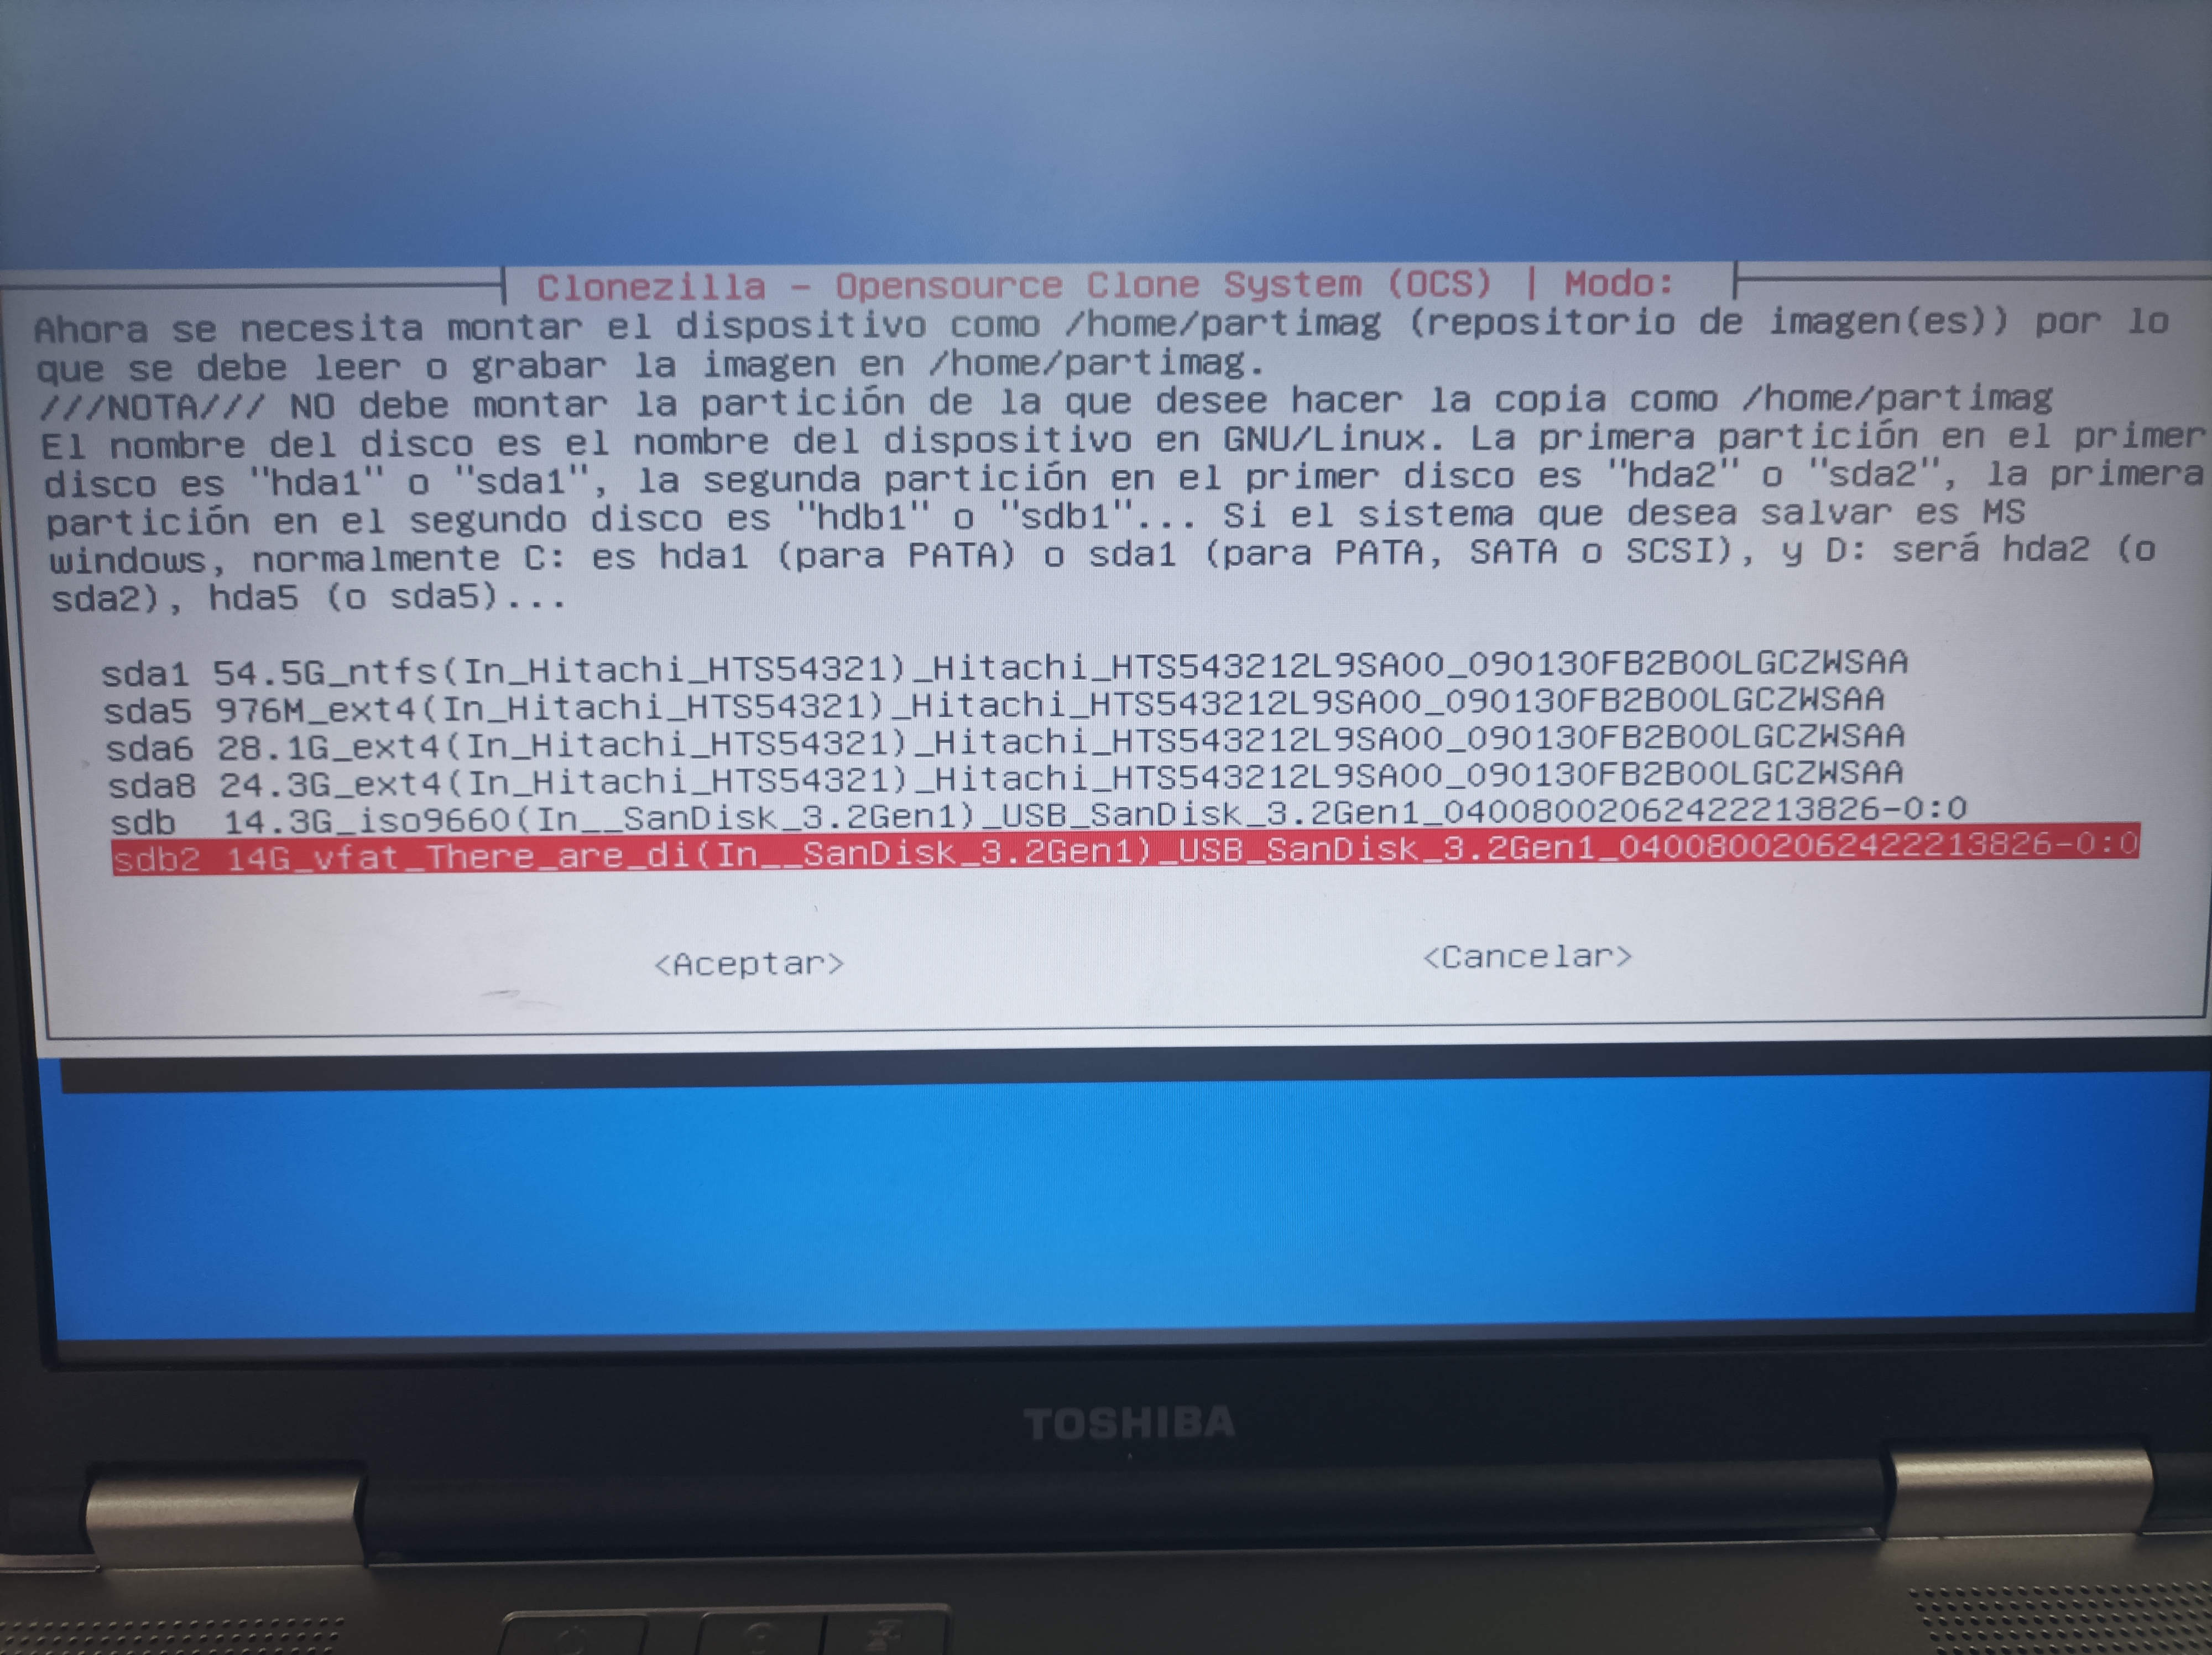 Clonezilla - Opensource Clone System (OCS) | Modo:
Ahora se necesita montar el dispositivo como /home/partimag (repositorio de imagen(es)) por lo
que se debe leer o grabar la imagen en /home/partimag.
///NOTA/// NO debe montar la partición de la que desee hacer la copia como /home/partimag
El nombre del disco es el nombre del dispositivo en GNU/Linux. La primera partición en el primer
disco es "hda1" o "sda1", la segunda partición en el primer disco es "hda2" o "sda2", la primera
partición en el segundo disco es "hdb1" o "sdb1"... Si el sistema que desea salvar es MS
windows, normalmente C: es hda1 (para PATA) o sda1 (para PATA, SATA o SCSI), y D: será hda2 (o
sda2), hda5 (o sda5)...
sda1 54.5G_ntfs(In_Hitachi_HTS54321)_Hitachi_HTS543212L9SA00_090130FB2B00LGCZWSAA
sda5 976M_ext4(In_Hitachi_HTS54321)_Hitachi_HTS543212L9SA00_090130FB2B00LGCZWSAA
sda6 28.1G_ext4(In_Hitachi_HTS54321)_Hitachi_HTS543212L9SA00_090130FB2B00LGCZWSAA
sda8 24.3G_ext4(In_Hitachi_HTS54321)_Hitachi_HTS543212L9SA00_090130FB2B00LGCZWSAA
sdb 14.3G_iso9660(In__SanDisk_3.2Gen1)_USB_SanDisk_3.2Gen1_04008002062422213826-0:0
sdb2 14G_vfat_There_are_di(In__SanDisk_3.2Gen1)_USB_SanDisk_3.2Gen1_04008002062422213826-0:0
<Aceptar> <Cancelar>
TOSHIBA